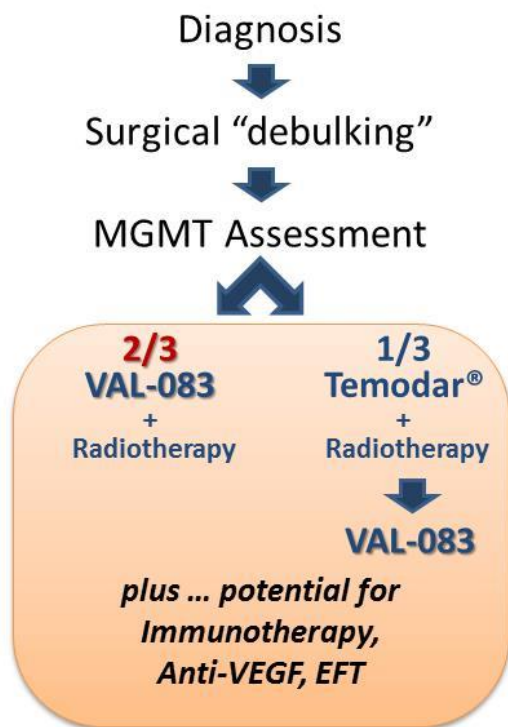 Diagnosis
Surgical “debulking”
MGMT Assessment
2/3
VAL-083
+
Radiotherapy
1/3
Temodar®
+
Radiotherapy
VAL-083
plus ... potential for
Immunotherapy,
Anti-VEGF, EFT